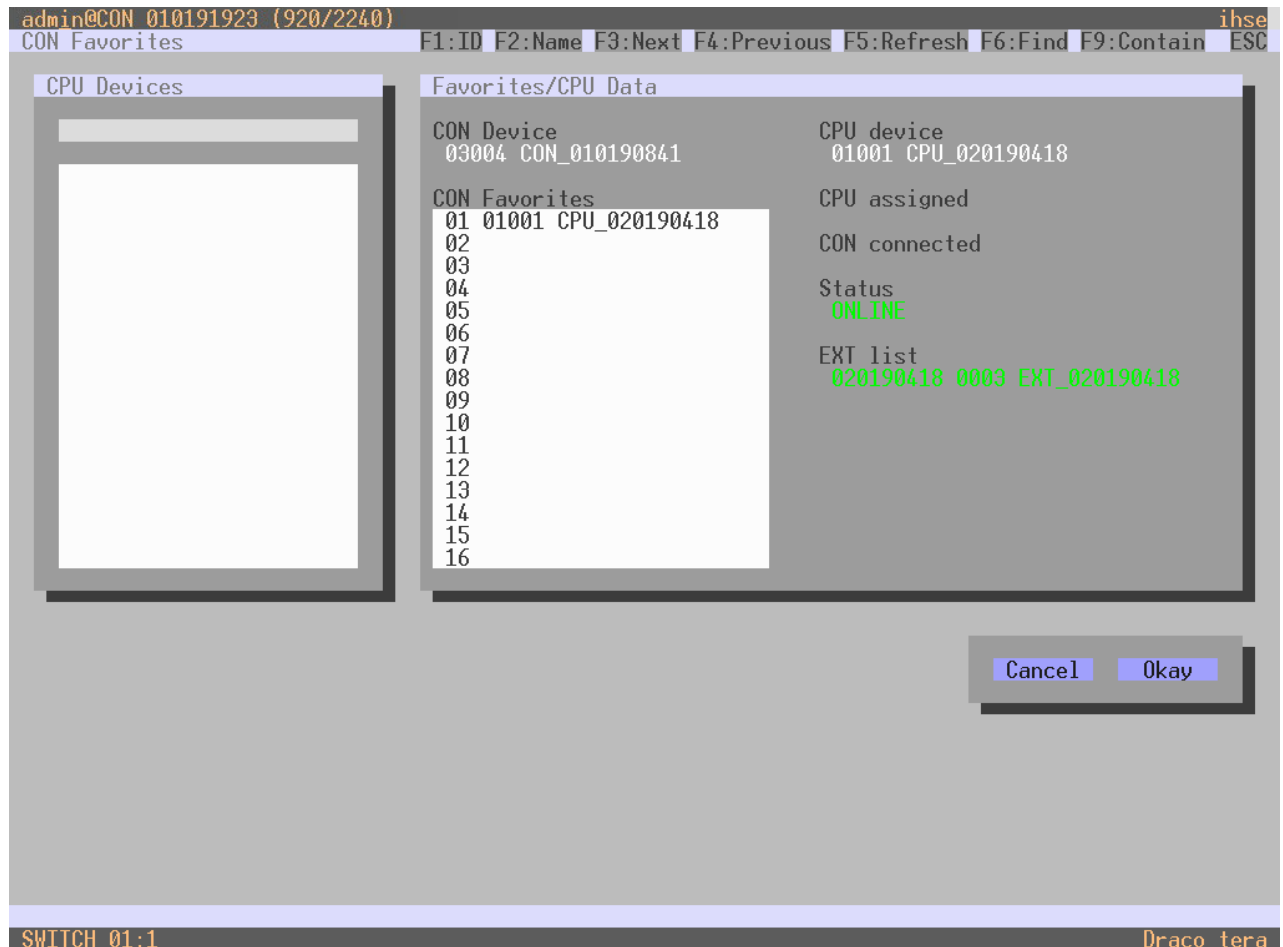 admin@CON 010191923 (920/2240) ihse
CON Favorites F1:ID F2:Name F3:Next F4:Previous F5:Refresh F6:Find F9:Contain ESC
CPU Devices
Favorites/CPU Data
CON Device
03004 CON_010190841
CON Favorites
01 01001 CPU_020190418
02
03
04
05
06
07
08
09
10
11
12
13
14
15
16
CPU device
01001 CPU_020190418
CPU assigned
CON connected
Status
ONLINE
EXT list
020190418 0003 EXT_020190418
Cancel Okay
SWITCH 01:1 Draco tera